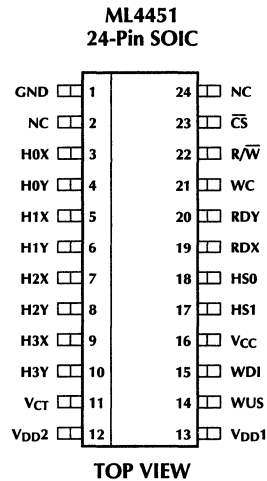 ML4451
24-Pin SOIC
GND 1 24 NC
NC 2 23 C̅S̅
H0X 3 22 R/W̅
H0Y 4 21 WC
H1X 5 20 RDY
H1Y 6 19 RDX
H2X 7 18 HS0
H2Y 8 17 HS1
H3X 9 16 VCC
H3Y 10 15 WDI
VCT 11 14 WUS
VDD2 12 13 VDD1
TOP VIEW